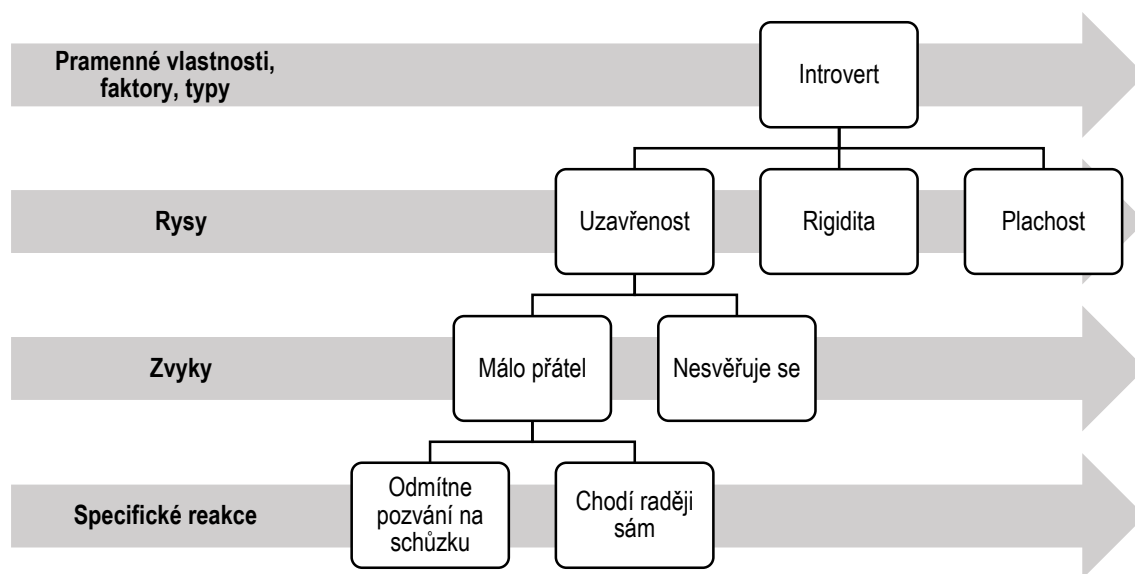 Pramenné vlastnosti,
faktory, typy
Introvert
Rysy
Uzavřenost
Rigidita
Plachost
Zvyky
Málo přátel
Nesvěřuje se
Specifické reakce
Odmítne
pozvání na
schůzku
Chodí raději
sám